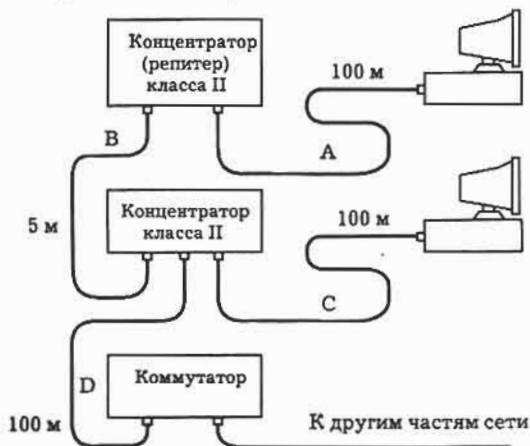 Концентратор
(репитер)
класса II
100 м
B
A
5 м
Концентратор
класса II
100 м
C
D
Коммутатор
100 м
К другим частям сети